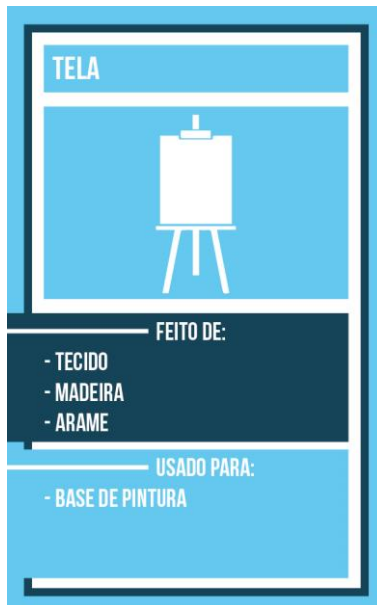 TELA
FEITO DE:
- TECIDO
- MADEIRA
- ARAME
USADO PARA:
- BASE DE PINTURA